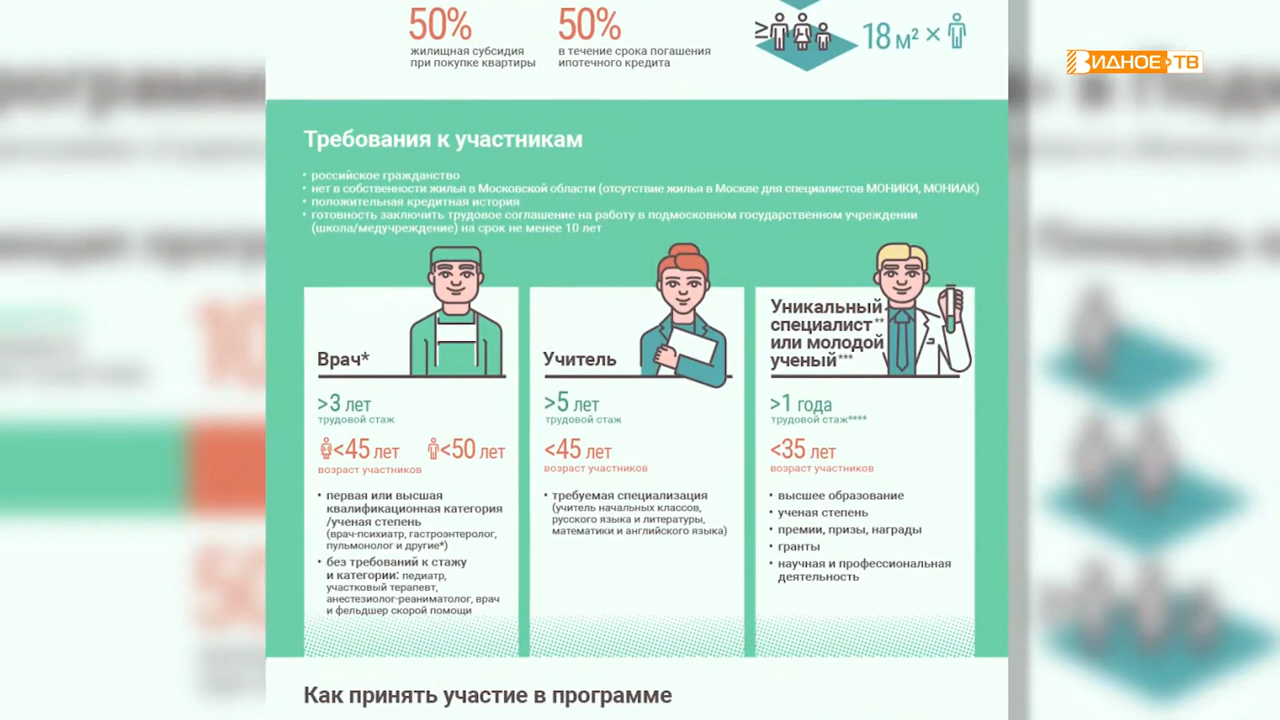 50%
жилищная субсидия
при покупке квартиры
50%
в течение срока погашения
ипотечного кредита
≥
18 м² ×
ВИДНОЕ ТВ
Требования к участникам
• российское гражданство
• нет в собственности жилья в Московской области (отсутствие жилья в Москве для специалистов МОНИКИ, МОНИАК)
• положительная кредитная история
• готовность заключить трудовое соглашение на работу в подмосковном государственном учреждении
(школа/медучреждение) на срок не менее 10 лет
Врач*
>3 лет
трудовой стаж
<45 лет
<50 лет
возраст участников
• первая или высшая
квалификационная категория
/ученая степень
(врач-психиатр, гастроэнтеролог,
пульмонолог и другие*)
• без требований к стажу
и категории: педиатр,
участковый терапевт,
анестезиолог-реаниматолог, врач
и фельдшер скорой помощи
Учитель
>5 лет
трудовой стаж
<45 лет
возраст участников
• требуемая специализация
(учитель начальных классов,
русского языка и литературы,
математики и английского языка)
Уникальный
специалист**
или молодой
ученый***
>1 года
трудовой стаж****
<35 лет
возраст участников
• высшее образование
• ученая степень
• премии, призы, награды
• гранты
• научная и профессиональная
деятельность
Как принять участие в программе